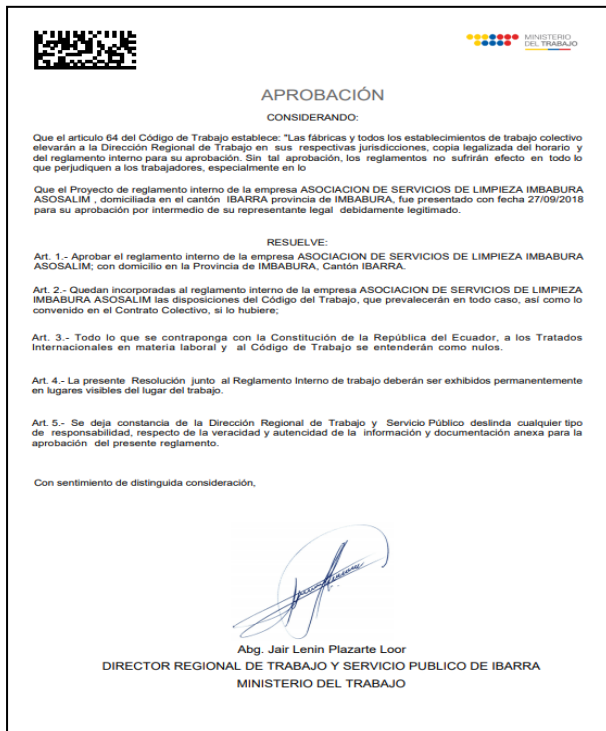 MINISTERIO
DEL TRABAJO
APROBACIÓN
CONSIDERANDO:
Que el articulo 64 del Código de Trabajo establece: "Las fábricas y todos los establecimientos de trabajo colectivo
elevarán a la Dirección Regional de Trabajo en sus respectivas jurisdicciones, copia legalizada del horario y
del reglamento interno para su aprobación. Sin tal aprobación, los reglamentos no sufrirán efecto en todo lo
que perjudiquen a los trabajadores, especialmente en lo
Que el Proyecto de reglamento interno de la empresa ASOCIACION DE SERVICIOS DE LIMPIEZA IMBABURA
ASOSALIM , domiciliada en el cantón IBARRA provincia de IMBABURA, fue presentado con fecha 27/09/2018
para su aprobación por intermedio de su representante legal debidamente legitimado.
RESUELVE:
Art. 1.- Aprobar el reglamento interno de la empresa ASOCIACION DE SERVICIOS DE LIMPIEZA IMBABURA
ASOSALIM; con domicilio en la Provincia de IMBABURA, Cantón IBARRA.
Art. 2.- Quedan incorporadas al reglamento interno de la empresa ASOCIACION DE SERVICIOS DE LIMPIEZA
IMBABURA ASOSALIM las disposiciones del Código del Trabajo, que prevalecerán en todo caso, así como lo
convenido en el Contrato Colectivo, si lo hubiere;
Art. 3.- Todo lo que se contraponga con la Constitución de la República del Ecuador, a los Tratados
Internacionales en materia laboral y al Código de Trabajo se entenderán como nulos.
Art. 4.- La presente Resolución junto al Reglamento Interno de trabajo deberán ser exhibidos permanentemente
en lugares visibles del lugar del trabajo.
Art. 5.- Se deja constancia de la Dirección Regional de Trabajo y Servicio Público deslinda cualquier tipo
de responsabilidad, respecto de la veracidad y autencidad de la información y documentación anexa para la
aprobación del presente reglamento.
Con sentimiento de distinguida consideración,
Abg. Jair Lenin Plazarte Loor
DIRECTOR REGIONAL DE TRABAJO Y SERVICIO PUBLICO DE IBARRA
MINISTERIO DEL TRABAJO